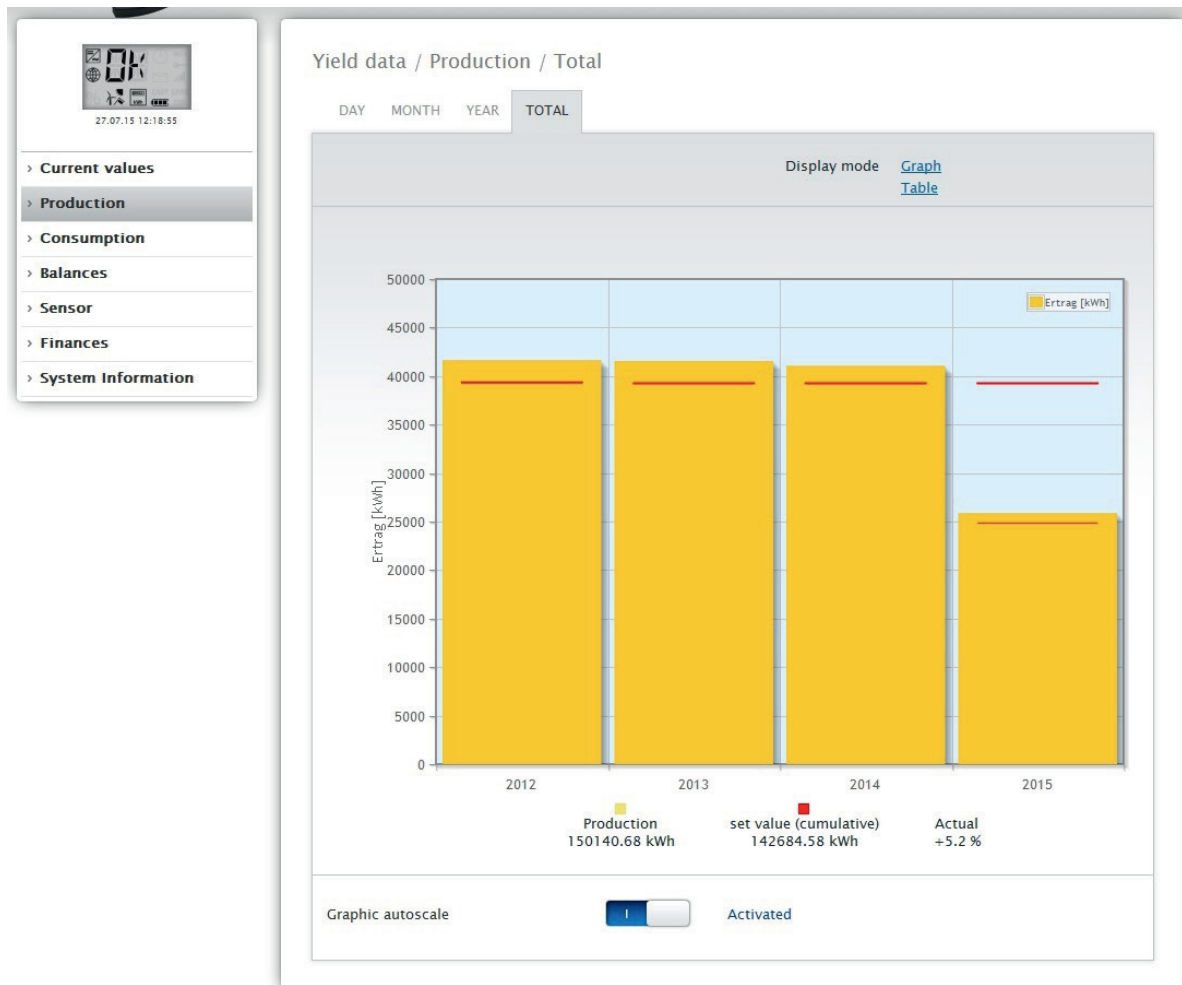 OK
27.07.15 12:18:55
› Current values
› Production
› Consumption
› Balances
› Sensor
› Finances
› System Information
Yield data / Production / Total
DAY MONTH YEAR TOTAL
Display mode Graph
Table
Ertrag [kWh]
50000
45000
40000
35000
30000
25000
20000
15000
10000
5000
0
Ertrag [kWh]
2012 2013 2014 2015
Production set value (cumulative) Actual
150140.68 kWh 142684.58 kWh +5.2 %
Graphic autoscale I Activated